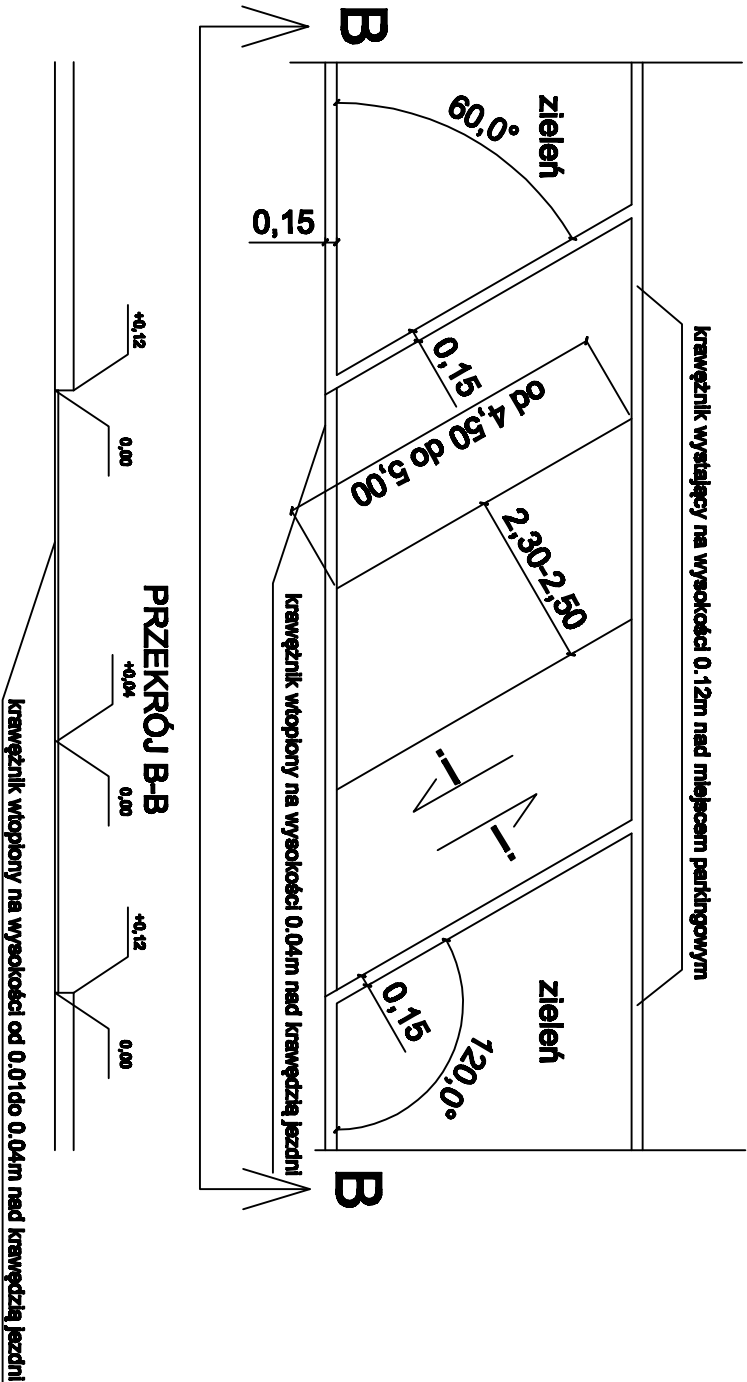 krawężnik wystający na wysokości 0.12m nad miejscem parkingowym
zieleń
zieleń
60,0°
0,15
od 4,50 do 5,00
2,30-2,50
i
i
0,15
120,0°
0,15
B
B
krawężnik wtopiony na wysokości 0.04m nad krawędzią jezdni
PRZEKRÓJ B-B
+0,12
0,00
+0,04
0,00
+0,12
0,00
krawężnik wtopiony na wysokości od 0.01do 0.04m nad krawędzią jezdni